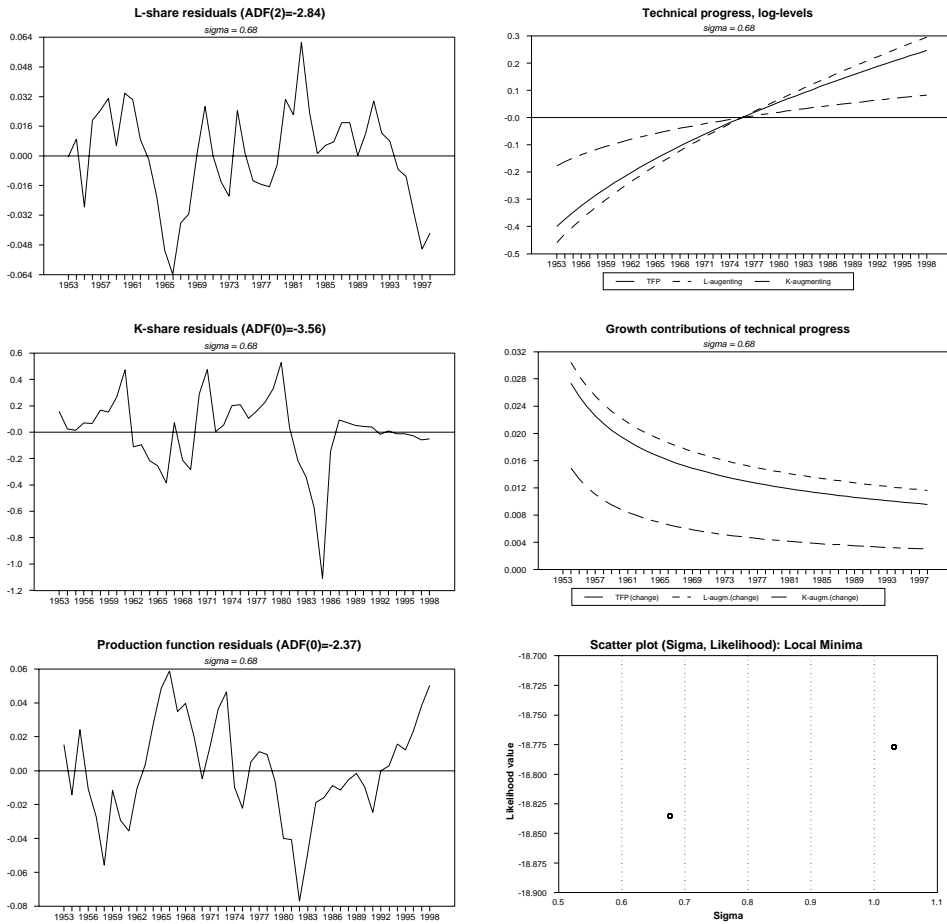 L-share residuals (ADF(2)=-2.84)
sigma = 0.68
0.064
0.048
0.032
0.016
0.000
-0.016
-0.032
-0.048
-0.064
1953 1957 1961 1965 1969 1973 1977 1981 1985 1989 1993 1997
Technical progress, log-levels
sigma = 0.68
0.3
0.2
0.1
-0.0
-0.1
-0.2
-0.3
-0.4
-0.5
1953 1956 1959 1962 1965 1968 1971 1974 1977 1980 1983 1986 1989 1992 1995 1998
TFP L-augenting K-augmenting
K-share residuals (ADF(0)=-3.56)
sigma = 0.68
0.6
0.4
0.2
-0.0
-0.2
-0.4
-0.6
-0.8
-1.0
-1.2
1953 1956 1959 1962 1965 1968 1971 1974 1977 1980 1983 1986 1989 1992 1995 1998
Growth contributions of technical progress
sigma = 0.68
0.032
0.028
0.024
0.020
0.016
0.012
0.008
0.004
0.000
1953 1957 1961 1965 1969 1973 1977 1981 1985 1989 1993 1997
TFP (change) L-augm.(change) K-augm.(change)
Production function residuals (ADF(0)=-2.37)
sigma = 0.68
0.06
0.04
0.02
0.00
-0.02
-0.04
-0.06
-0.08
1953 1956 1959 1962 1965 1968 1971 1974 1977 1980 1983 1986 1989 1992 1995 1998
Scatter plot (Sigma, Likelihood): Local Minima
Likelihood value
-18.700
-18.725
-18.750
-18.775
-18.800
-18.825
-18.850
-18.875
-18.900
0.5 0.6 0.7 0.8 0.9 1.0 1.1
Sigma